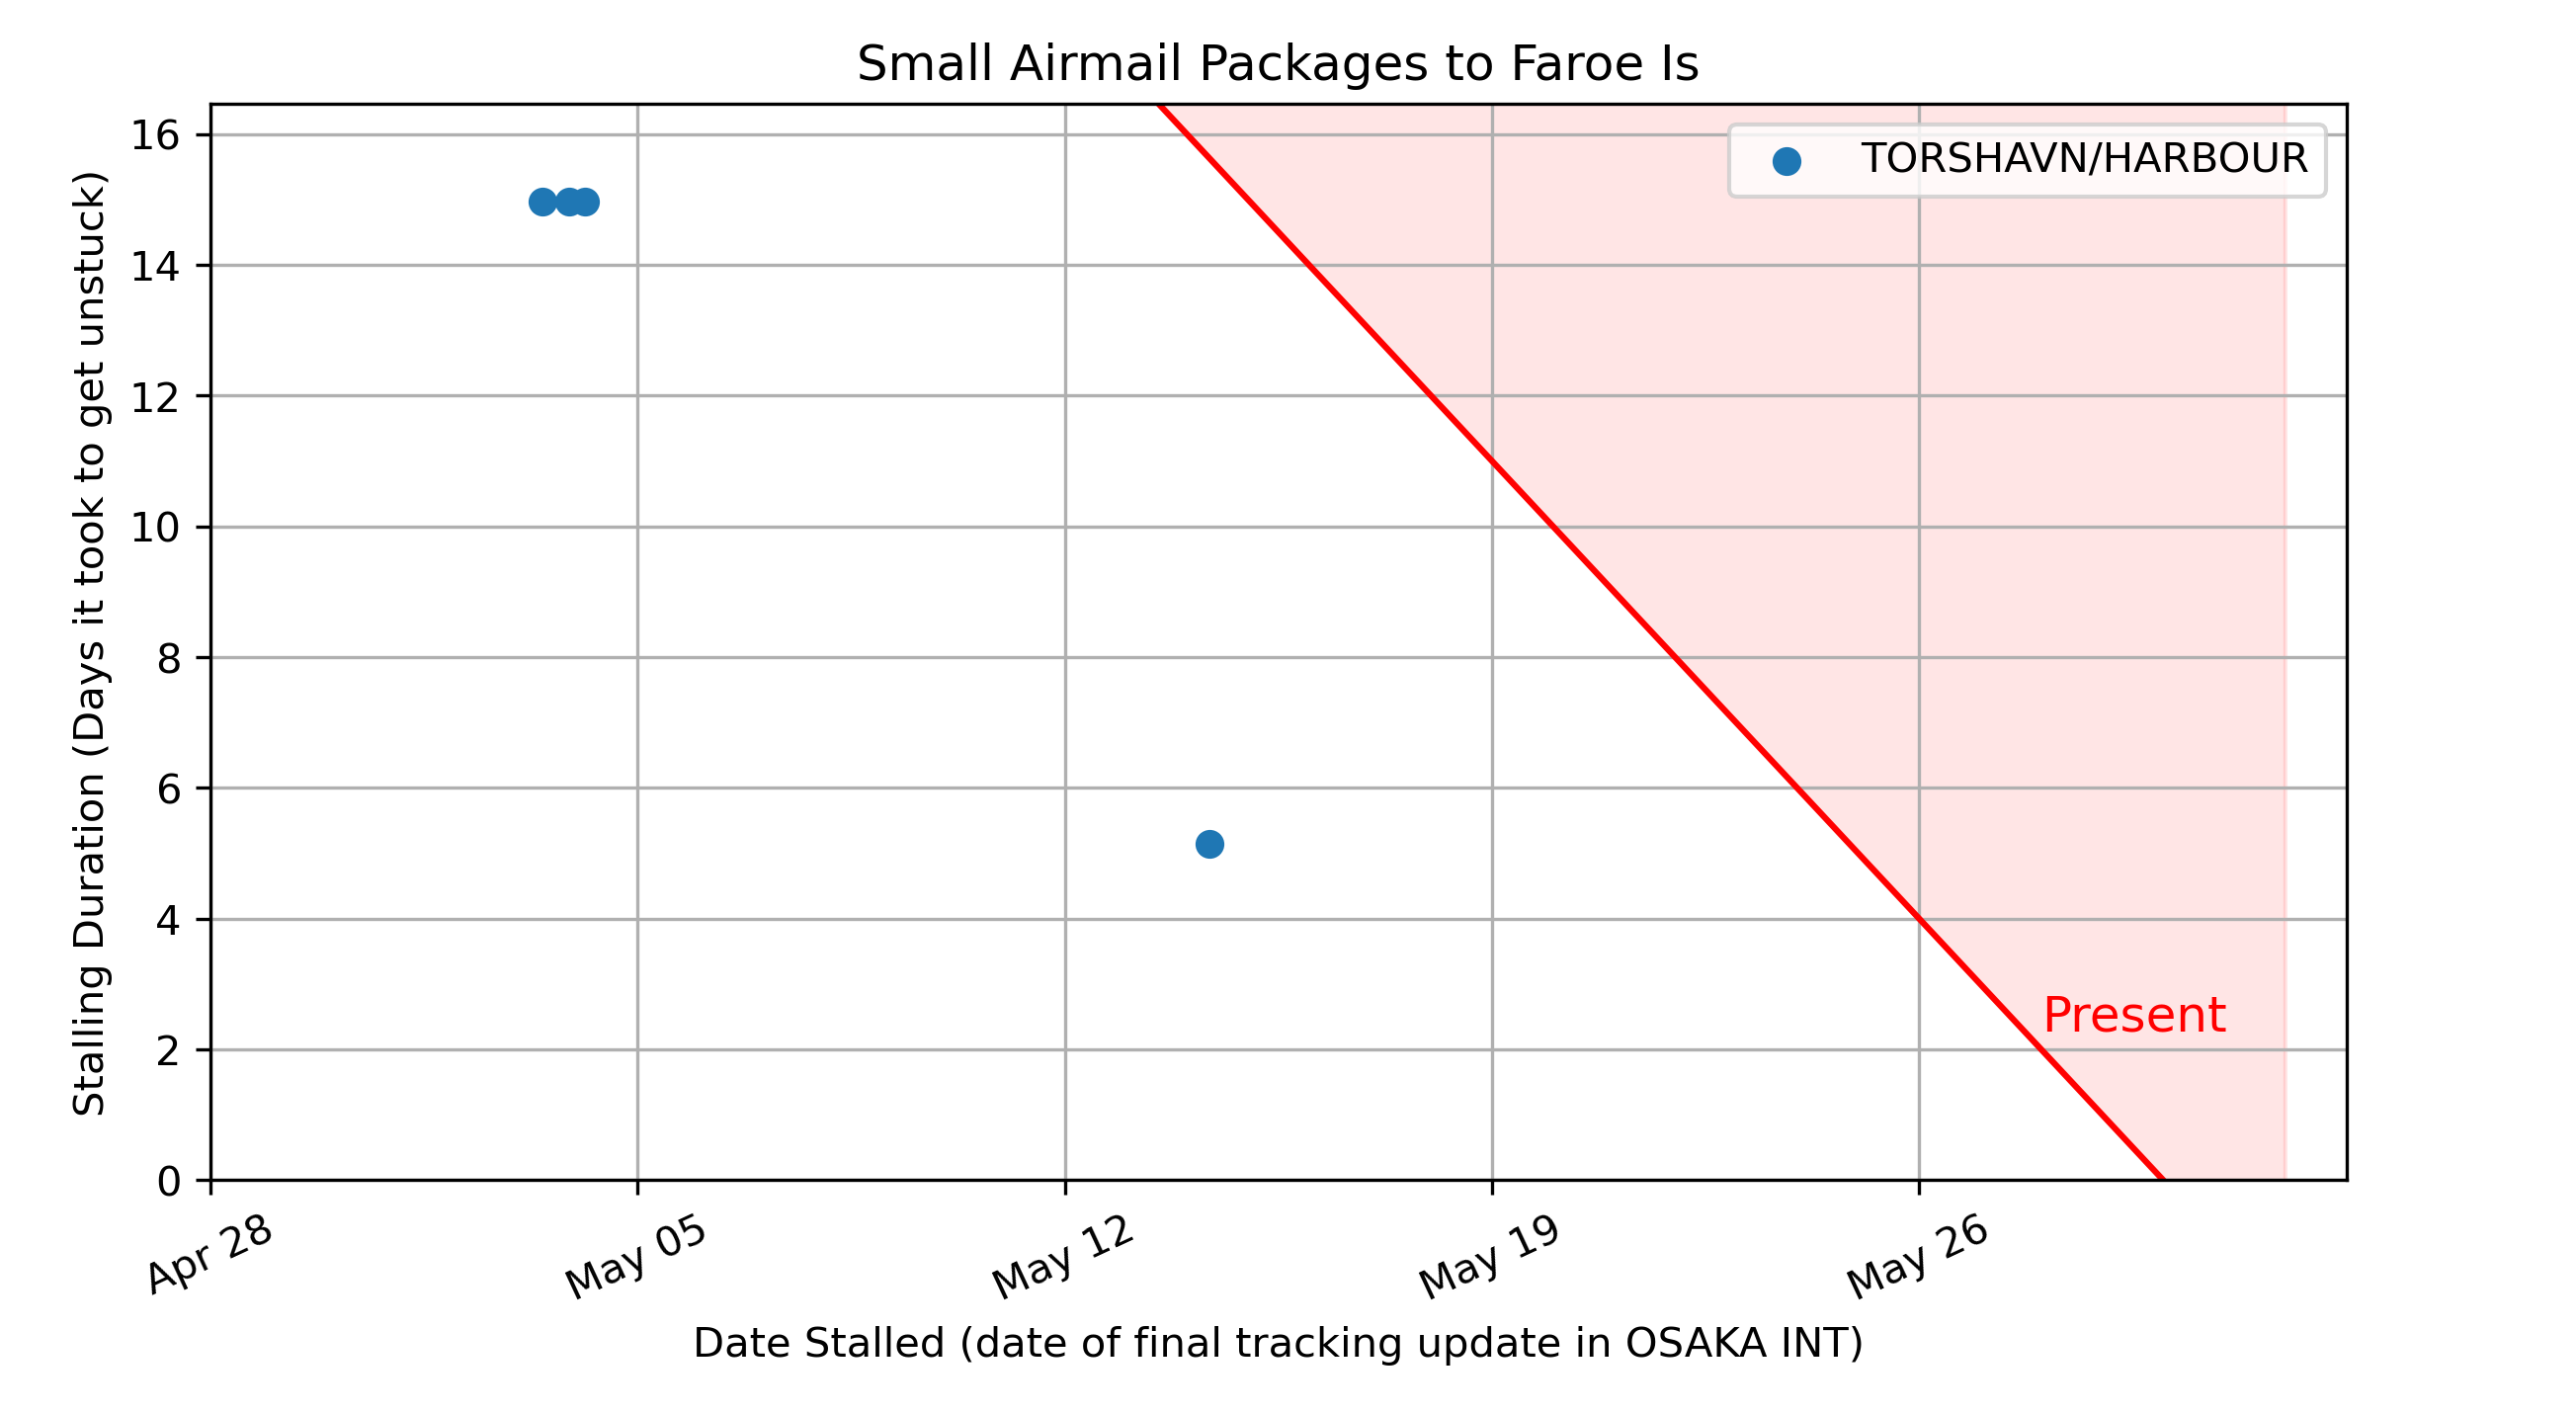 Small Airmail Packages to Faroe Is
TORSHAVN/HARBOUR
Stalling Duration (Days it took to get unstuck)
16
14
12
10
8
6
4
2
0
Present
Apr 28
May 05
May 12
May 19
May 26
Date Stalled (date of final tracking update in OSAKA INT)